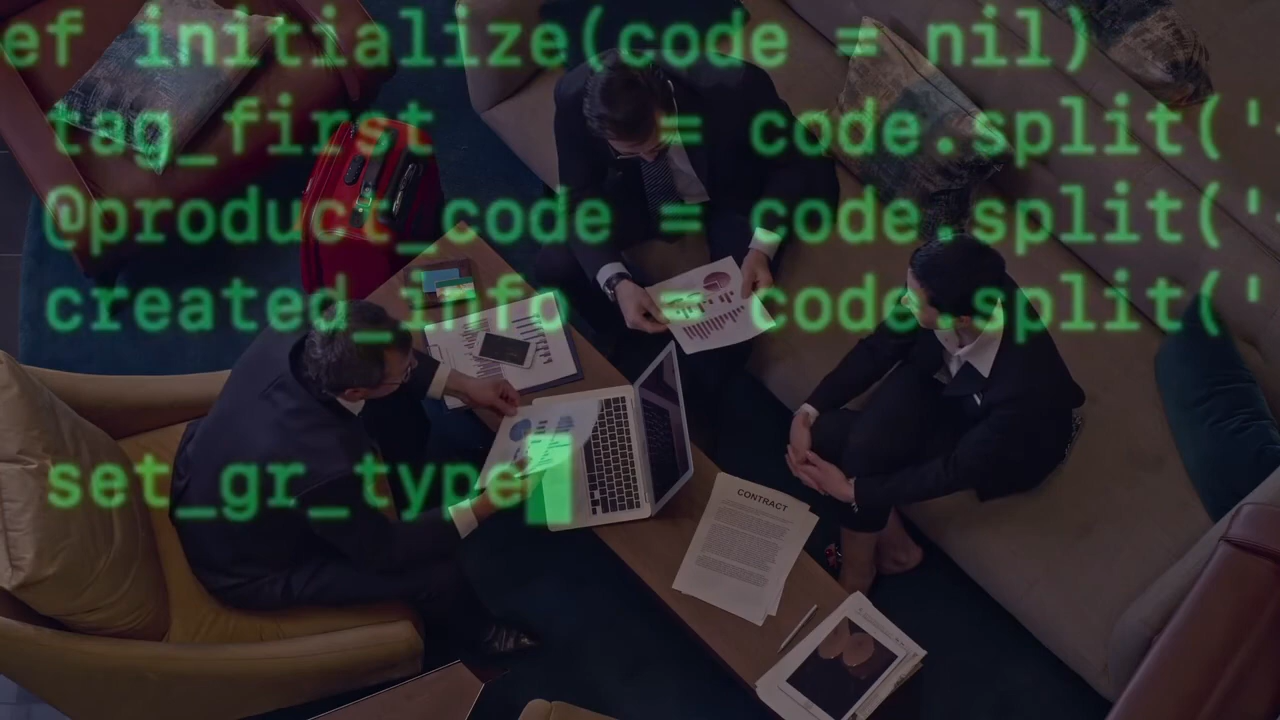 ef initialize(code = nil)
tag_first = code.split('
@product_code = code.split('
created_info = code.split('
set_gr_type
CONTRACT